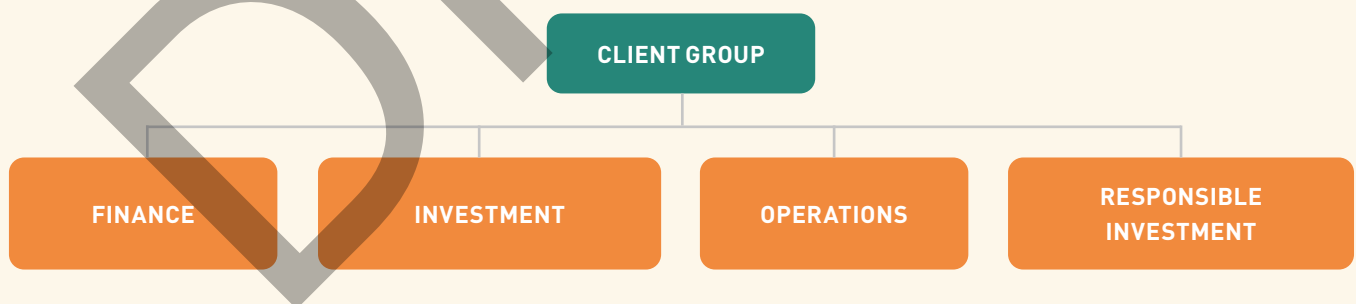 CLIENT GROUP
FINANCE
INVESTMENT
OPERATIONS
RESPONSIBLE
INVESTMENT